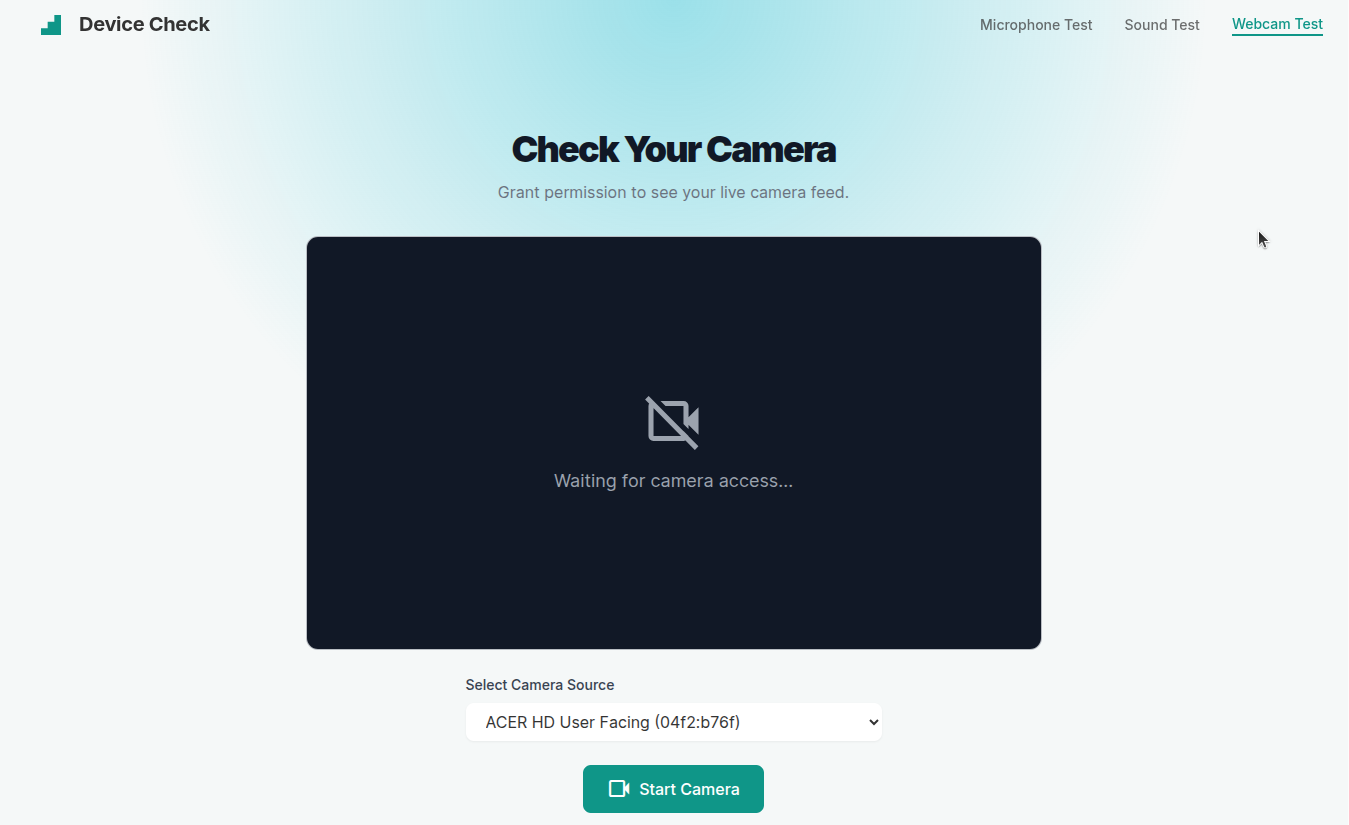 Device Check
Microphone Test
Sound Test
Webcam Test
Check Your Camera
Grant permission to see your live camera feed.
Waiting for camera access...
Select Camera Source
ACER HD User Facing (04f2:b76f)
Start Camera